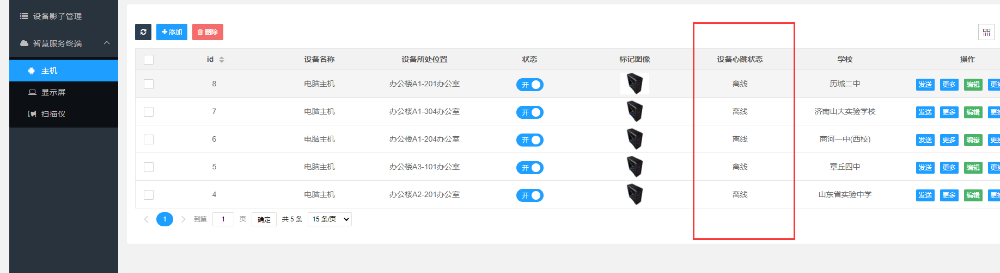 设备影子管理
智慧服务终端
主机
显示屏
扫描仪
添加 删除
id 设备名称 设备所处位置 状态 标记图像 设备心跳状态 学校 操作
8 电脑主机 办公楼A1-201办公室 开 离线 历城二中 发送 更多 编辑
7 电脑主机 办公楼A1-304办公室 开 离线 济南山大实验学校 发送 更多 编辑
6 电脑主机 办公楼A1-204办公室 开 离线 商河一中(西校) 发送 更多 编辑
5 电脑主机 办公楼A3-101办公室 开 离线 章丘四中 发送 更多 编辑
4 电脑主机 办公楼A2-201办公室 开 离线 山东省实验中学 发送 更多 编辑
1 到第 1 页 确定 共 5 条 15 条/页